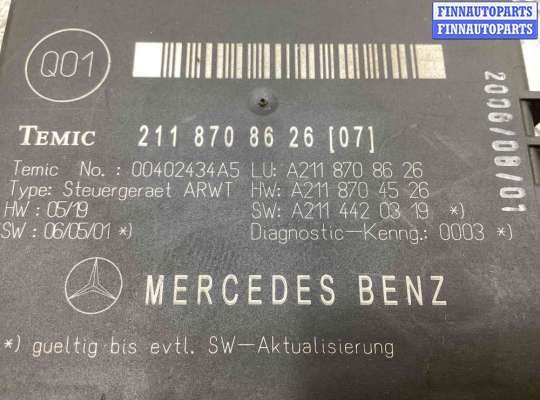 FINNAUTOPARTS
FINNAUTOPARTS
FINNAUTOPARTS
Q01
2006/08/01
TEMIC 211 870 86 26 [07]
Temic No. : 00402434A5 LU: A211 870 86 26
Type: Steuergeraet ARWT HW: A211 870 45 26
HW : 05/19 SW: A211 442 03 19 *)
SW : 06/05/01 *) Diagnostic-Kenng.: 0003 *)
MERCEDES BENZ
*) gueltig bis evtl. SW-Aktualisierung